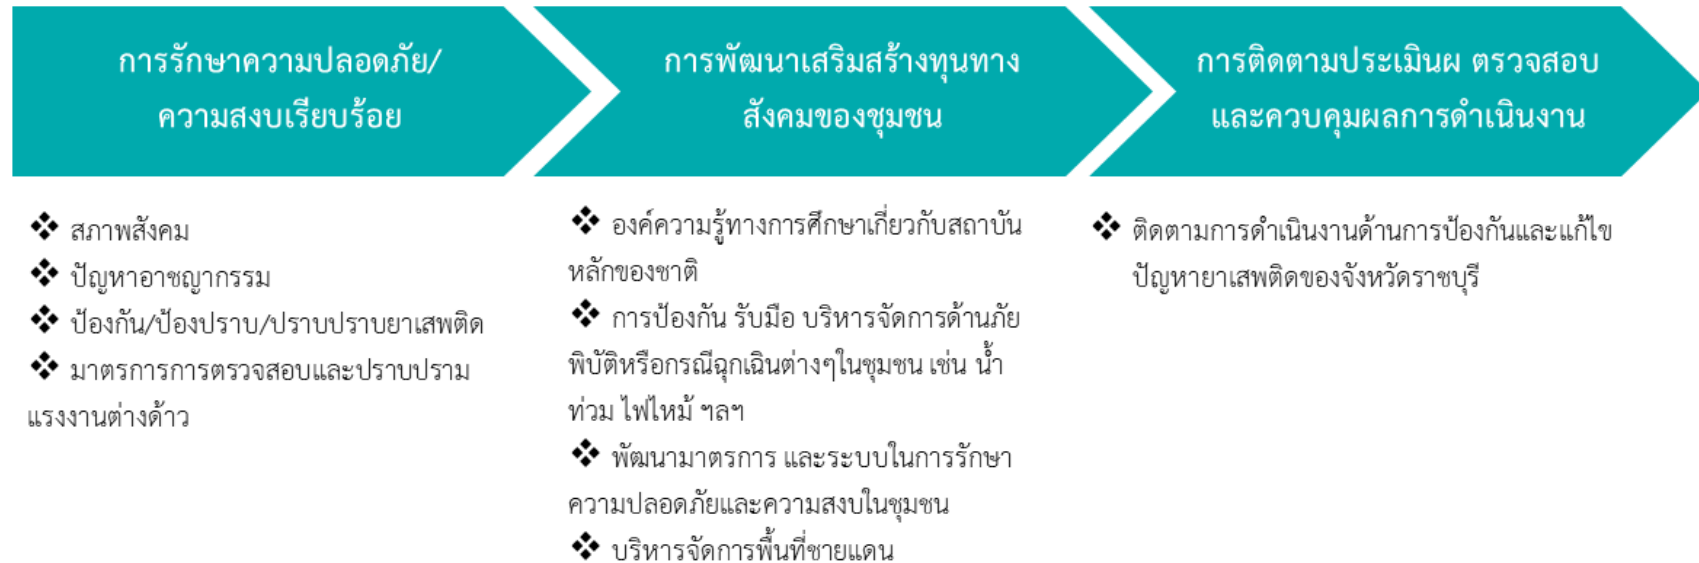 การรักษาความปลอดภัย/
ความสงบเรียบร้อย
❖ สภาพสังคม
❖ ปัญหาอาชญากรรม
❖ ป้องกัน/ป้องปราบ/ปราบปราบยาเสพติด
❖ มาตรการการตรวจสอบและปราบปราม
แรงงานต่างด้าว
การพัฒนาเสริมสร้างทุนทาง
สังคมของชุมชน
❖ องค์ความรู้ทางการศึกษาเกี่ยวกับสถาบัน
หลักของชาติ
❖ การป้องกัน รับมือ บริหารจัดการด้านภัย
พิบัติหรือกรณีฉุกเฉินต่างๆในชุมชน เช่น น้ำ
ท่วม ไฟไหม้ ฯลฯ
❖ พัฒนามาตรการ และระบบในการรักษา
ความปลอดภัยและความสงบในชุมชน
❖ บริหารจัดการพื้นที่ชายแดน
การติดตามประเมินผ ตรวจสอบ
และควบคุมผลการดำเนินงาน
❖ ติดตามการดำเนินงานด้านการป้องกันและแก้ไข
ปัญหายาเสพติดของจังหวัดราชบุรี